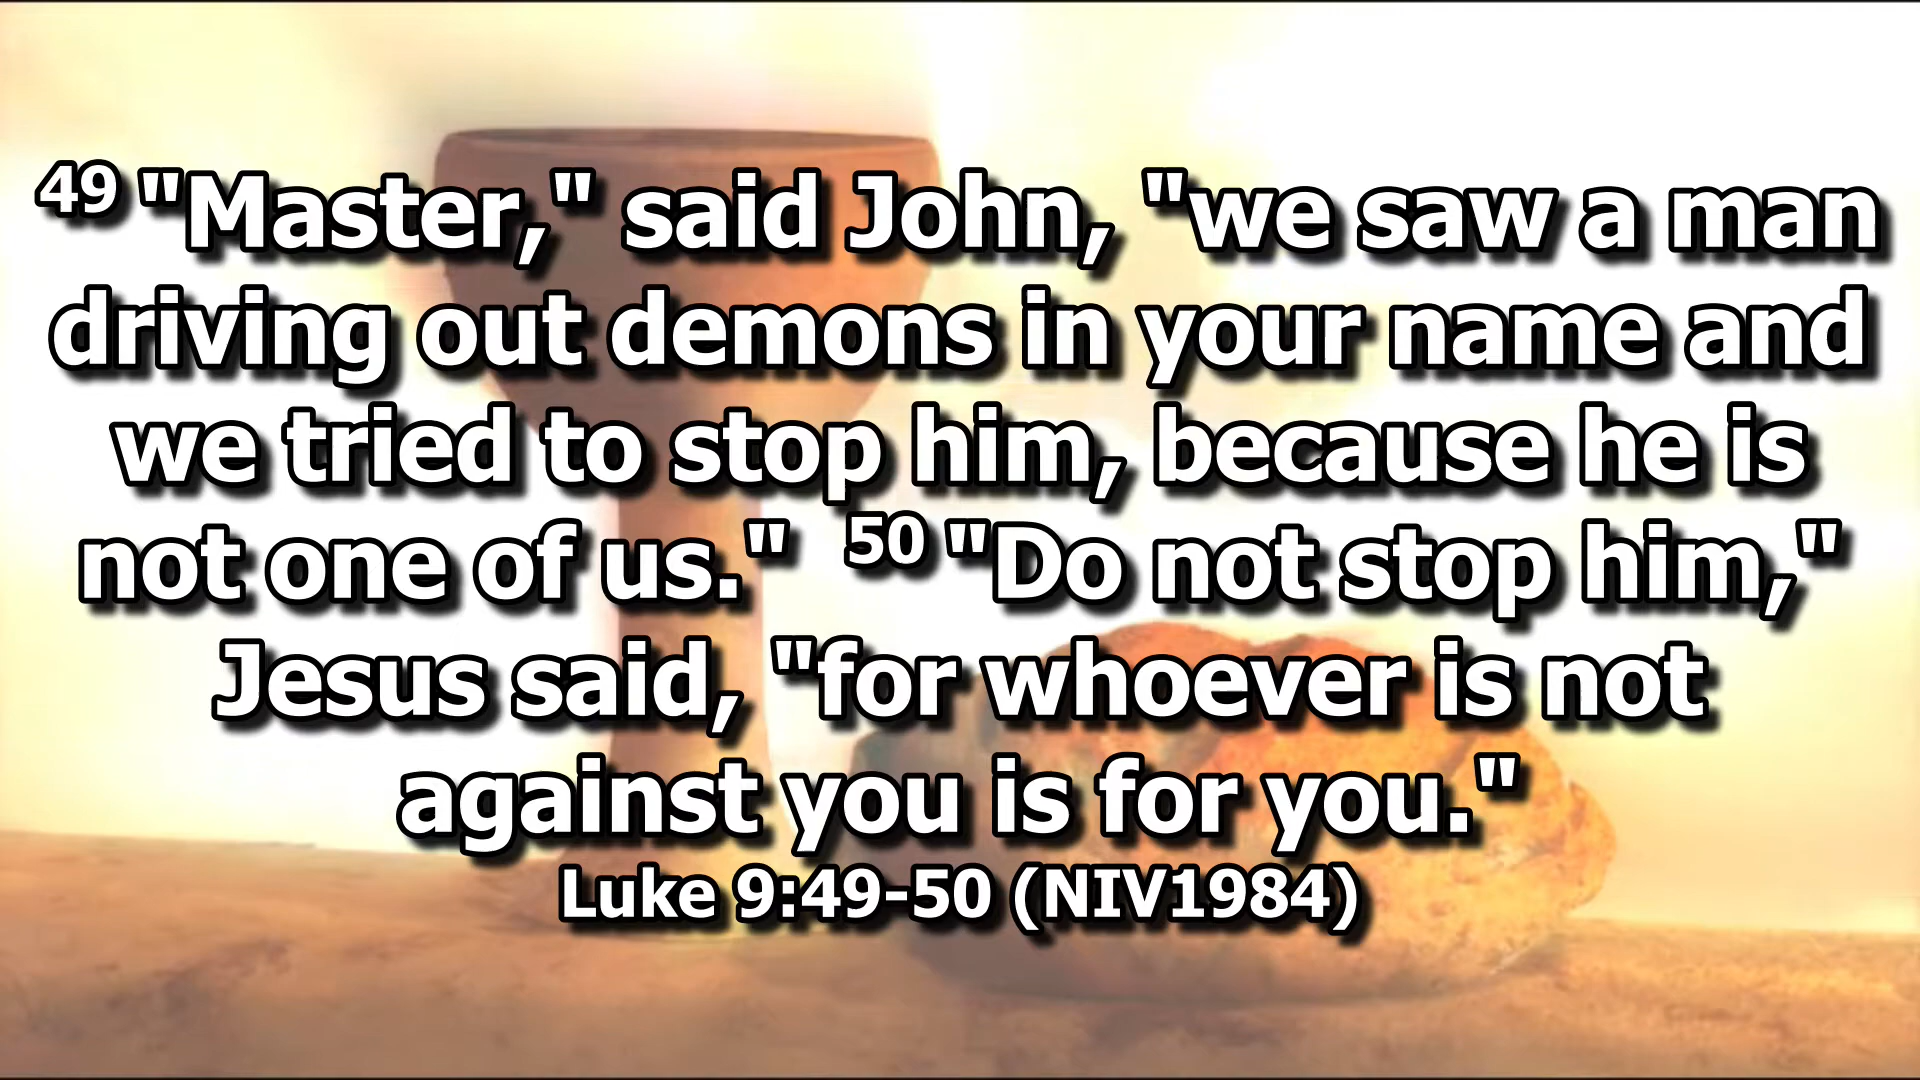 49 "Master," said John, "we saw a man
driving out demons in your name and
we tried to stop him, because he is
not one of us." 50 "Do not stop him,"
Jesus said, "for whoever is not
against you is for you."
Luke 9:49-50 (NIV1984)